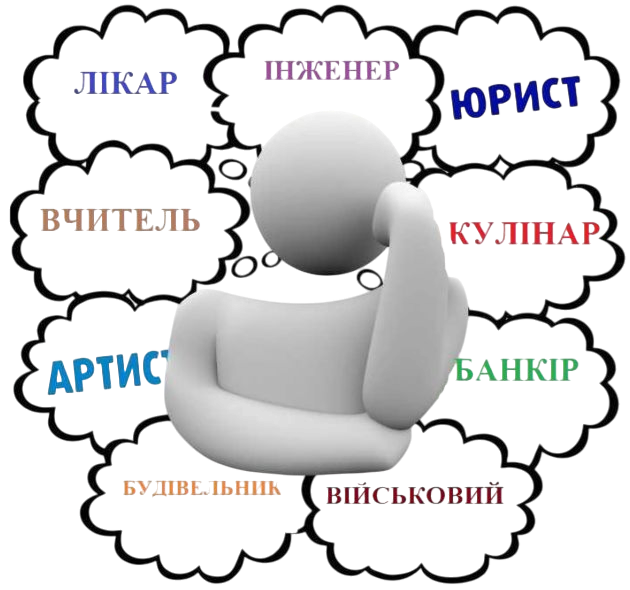 ЛІКАР
ІНЖЕНЕР
ЮРИСТ
ВЧИТЕЛЬ
КУЛІНАР
АРТИСТ
БАНКІР
БУДІВЕЛЬНИК
ВІЙСЬКОВИЙ